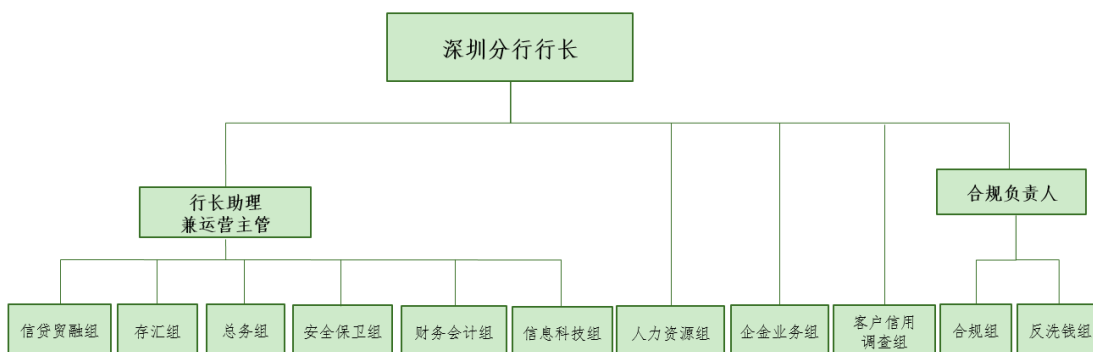 深圳分行行长
行长助理
兼运营主管
合规负责人
信贷贸融组
存汇组
总务组
安全保卫组
财务会计组
信息科技组
人力资源组
企金业务组
客户信用
调查组
合规组
反洗钱组